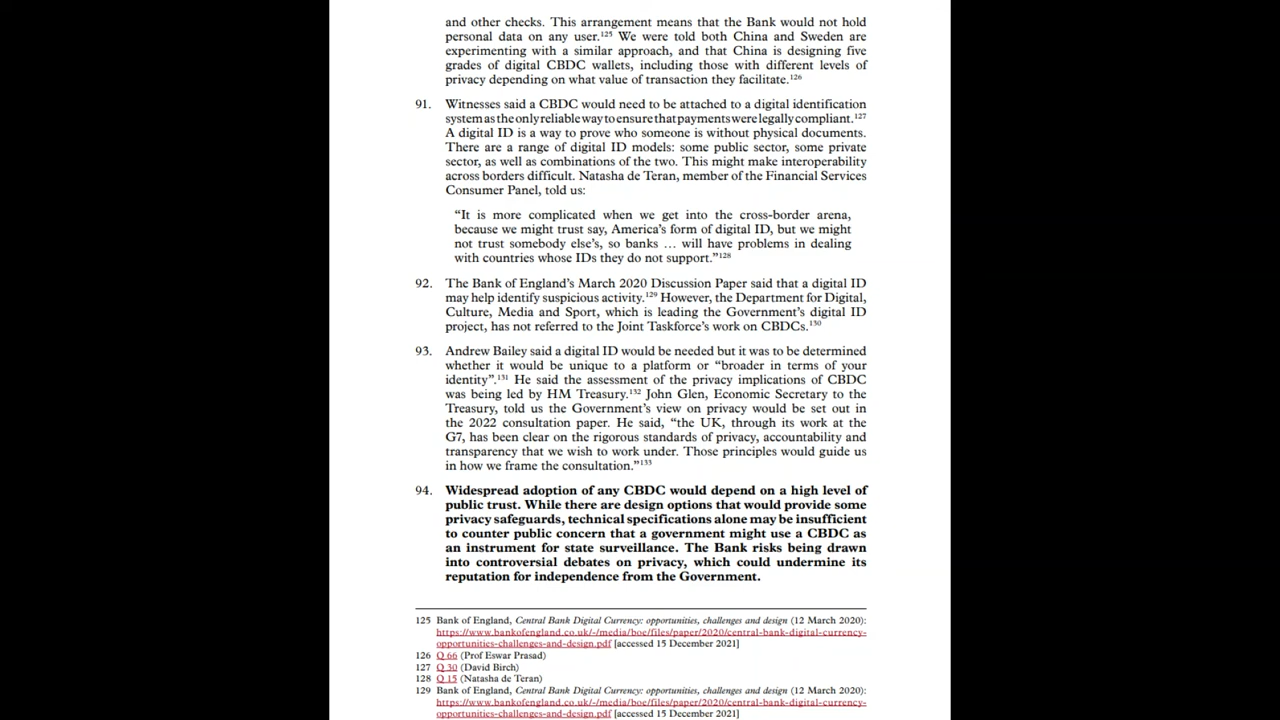 and other checks. This arrangement means that the Bank would not hold
personal data on any user.125 We were told both China and Sweden are
experimenting with a similar approach, and that China is designing five
grades of digital CBDC wallets, including those with different levels of
privacy depending on what value of transaction they facilitate.126
91. Witnesses said a CBDC would need to be attached to a digital identification
system as the only reliable way to ensure that payments were legally compliant.127
A digital ID is a way to prove who someone is without physical documents.
There are a range of digital ID models: some public sector, some private
sector, as well as combinations of the two. This might make interoperability
across borders difficult. Natasha de Teran, member of the Financial Services
Consumer Panel, told us:
“It is more complicated when we get into the cross-border arena,
because we might trust say, America’s form of digital ID, but we might
not trust somebody else’s, so banks … will have problems in dealing
with countries whose IDs they do not support.”128
92. The Bank of England’s March 2020 Discussion Paper said that a digital ID
may help identify suspicious activity.129 However, the Department for Digital,
Culture, Media and Sport, which is leading the Government’s digital ID
project, has not referred to the Joint Taskforce’s work on CBDCs.130
93. Andrew Bailey said a digital ID would be needed but it was to be determined
whether it would be unique to a platform or “broader in terms of your
identity”.131 He said the assessment of the privacy implications of CBDC
was being led by HM Treasury.132 John Glen, Economic Secretary to the
Treasury, told us the Government’s view on privacy would be set out in
the 2022 consultation paper. He said, “the UK, through its work at the
G7, has been clear on the rigorous standards of privacy, accountability and
transparency that we wish to work under. Those principles would guide us
in how we frame the consultation.”133
94. Widespread adoption of any CBDC would depend on a high level of
public trust. While there are design options that would provide some
privacy safeguards, technical specifications alone may be insufficient
to counter public concern that a government might use a CBDC as
an instrument for state surveillance. The Bank risks being drawn
into controversial debates on privacy, which could undermine its
reputation for independence from the Government.
125 Bank of England, Central Bank Digital Currency: opportunities, challenges and design (12 March 2020):
https://www.bankofengland.co.uk/-/media/boe/files/paper/2020/central-bank-digital-currency-
opportunities-challenges-and-design.pdf [accessed 15 December 2021]
126 Q 66 (Prof Eswar Prasad)
127 Q 30 (David Birch)
128 Q 15 (Natasha de Teran)
129 Bank of England, Central Bank Digital Currency: opportunities, challenges and design (12 March 2020):
https://www.bankofengland.co.uk/-/media/boe/files/paper/2020/central-bank-digital-currency-
opportunities-challenges-and-design.pdf [accessed 15 December 2021]